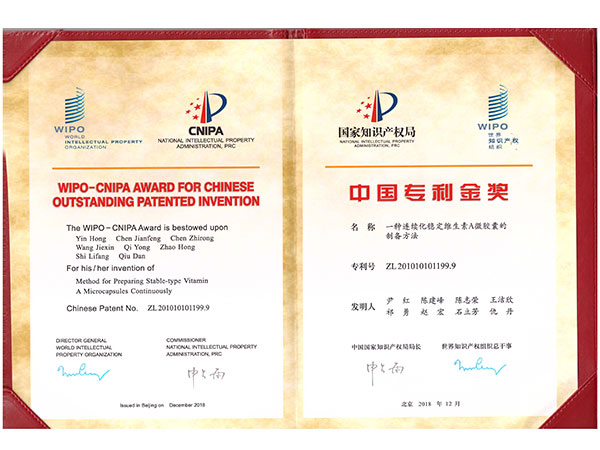 WIPO
WORLD
INTELLECTUAL PROPERTY
ORGANIZATION
CNIPA
NATIONAL INTELLECTUAL PROPERTY
ADMINISTRATION, PRC
WIPO-CNIPA AWARD FOR CHINESE
OUTSTANDING PATENTED INVENTION
The WIPO-CNIPA Award is bestowed upon
Yin Hong Chen Jianfeng Chen Zhirong
Wang Jiexin Qi Yong Zhao Hong
Shi Lifang Qiu Dan
For his/her invention of
Method for Preparing Stable-type Vitamin
A Microcapsules Continuously
Chinese Patent No. ZL201010101199.9
DIRECTOR GENERAL
WORLD INTELLECTUAL
PROPERTY ORGANIZATION
COMMISSIONER
NATIONAL INTELLECTUAL PROPERTY
ADMINISTRATION, PRC.
Issued in Beijing on December 2018
国家知识产权局
NATIONAL INTELLECTUAL PROPERTY
ADMINISTRATION, PRC
WIPO
世界
知识产权
组织
中国专利金奖
名称 一种连续化稳定维生素A微胶囊的
制备方法
专利号 ZL201010101199.9
发明人 尹红 陈建峰 陈志荣 王洁欣
祁勇 赵宏 石立芳 仇丹
中国国家知识产权局局长
世界知识产权组织总干事
北京 2018 年 12 月